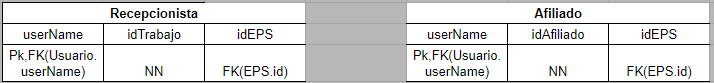 Recepcionista
userName idTrabajo idEPS
Pk,FK(Usuario.
userName) NN FK(EPS.id)
Afiliado
userName idAfiliado idEPS
Pk,FK(Usuario.
userName) NN FK(EPS.id)